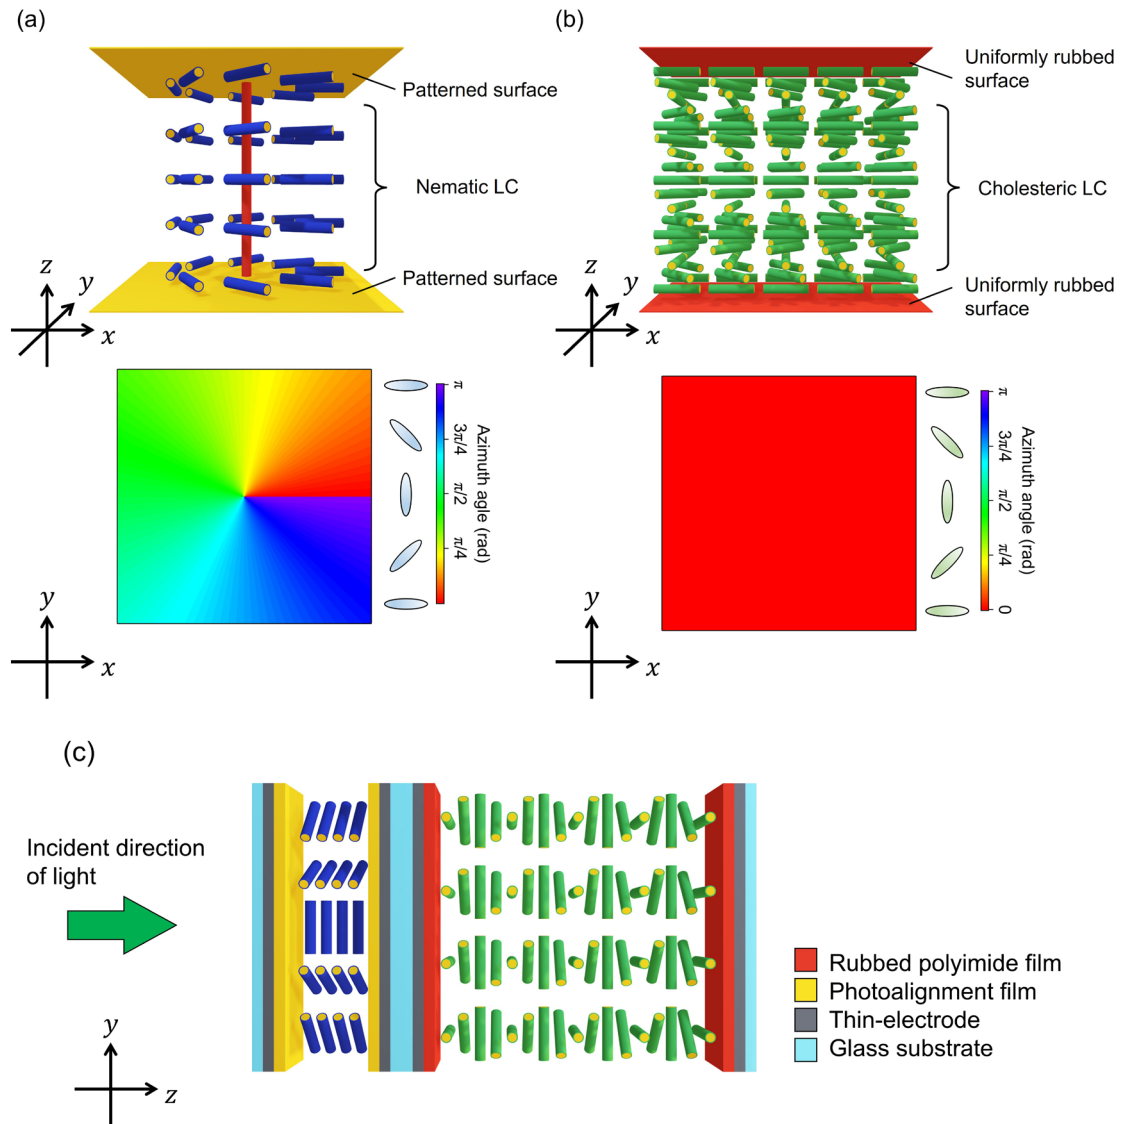 (a)
Patterned surface
Nematic LC
Patterned surface
z
y
x
π
3π/4
π/2
π/4
Azimuth agle (rad)
y
x
(b)
Uniformly rubbed
surface
Cholesteric LC
Uniformly rubbed
surface
z
y
x
π
3π/4
π/2
π/4
0
Azimuth angle (rad)
y
x
(c)
Incident direction
of light
y
z
Rubbed polyimide film
Photoalignment film
Thin-electrode
Glass substrate